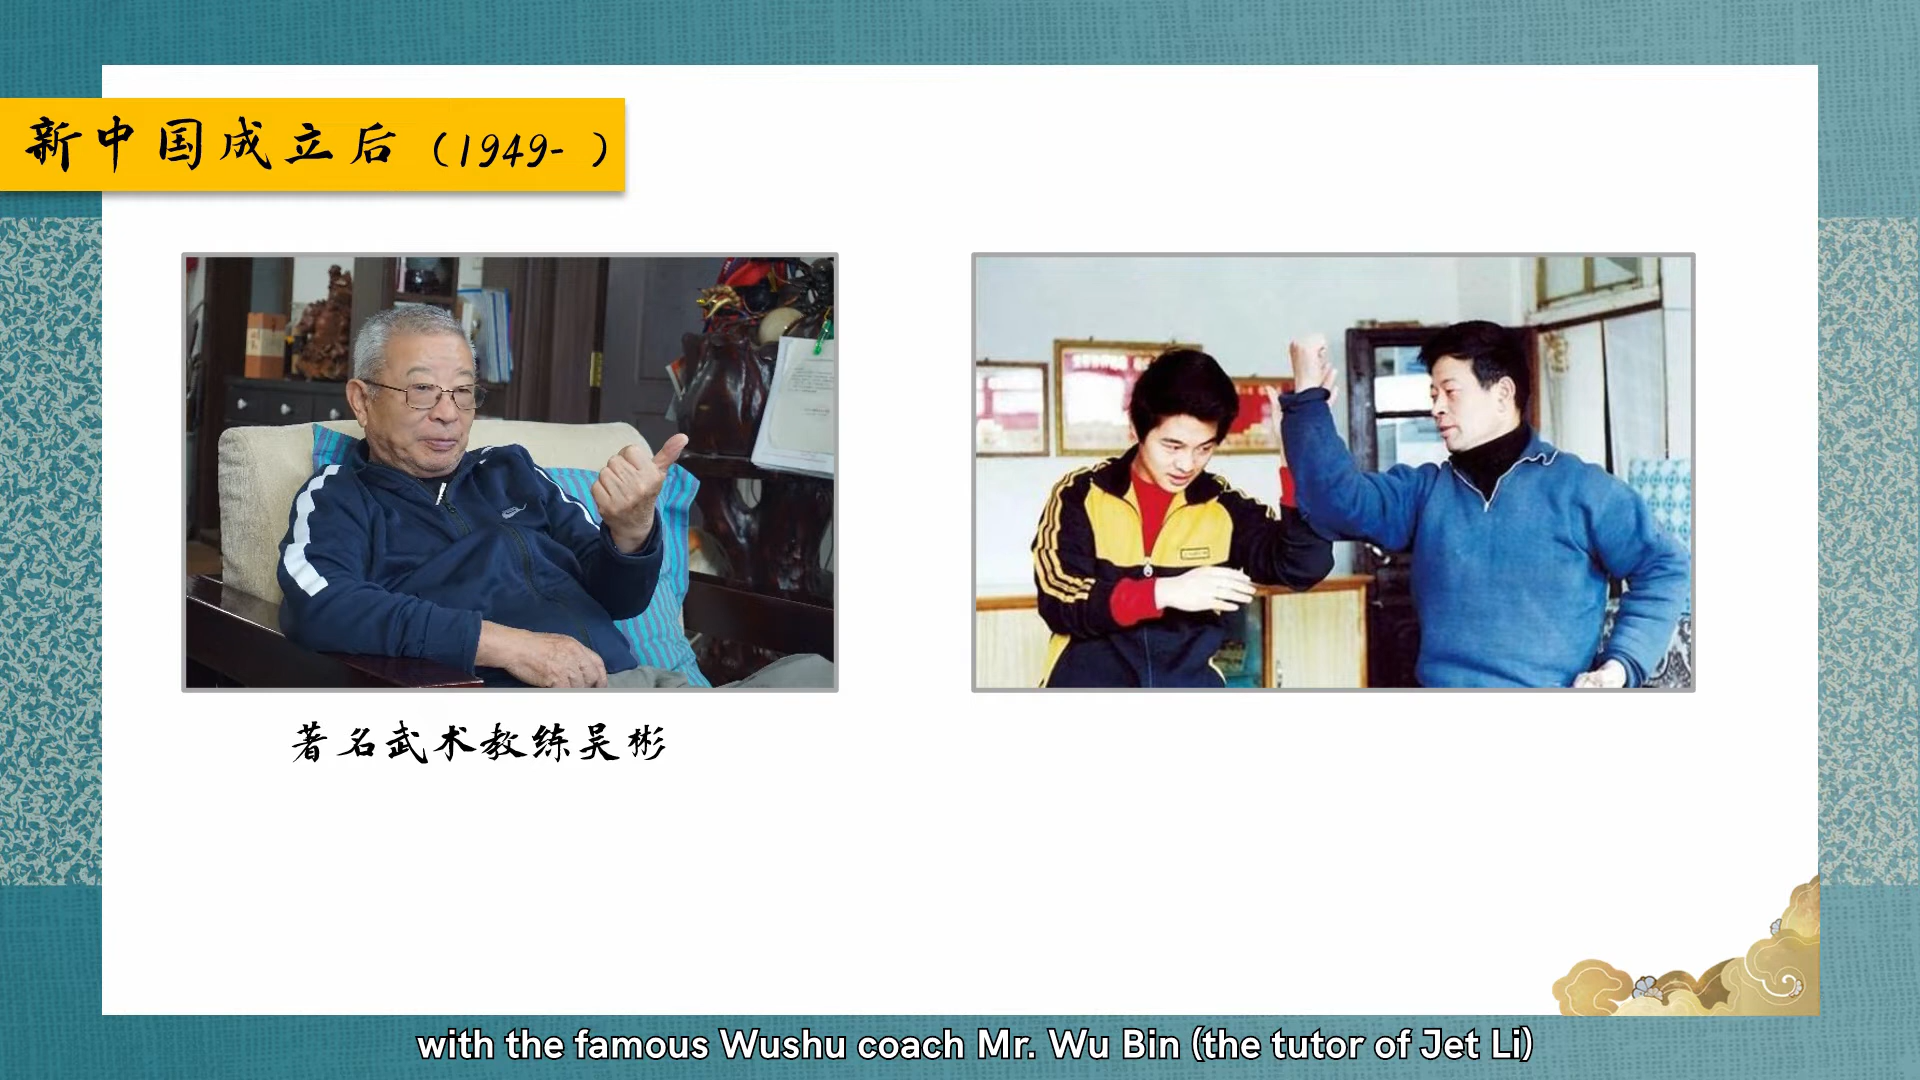 新中国成立后（1949- ）
著名武术教练吴彬
with the famous Wushu coach Mr. Wu Bin (the tutor of Jet Li)